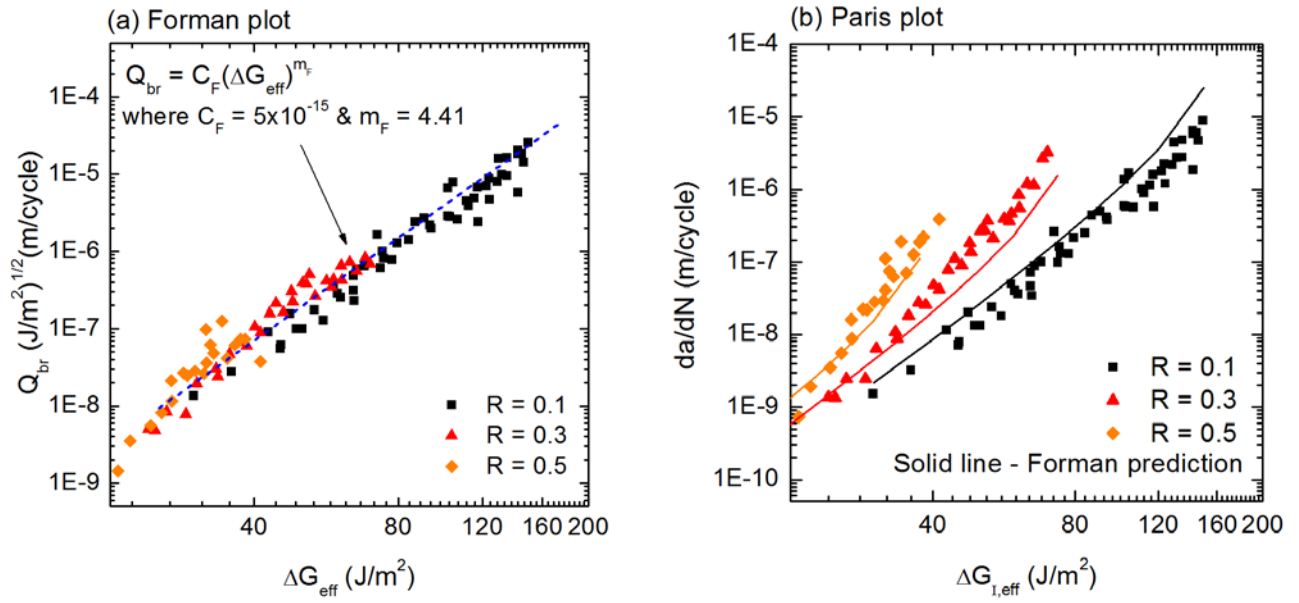 (a) Forman plot
Q_br = C_F(ΔG_eff)^m_F
where C_F = 5x10^-15 & m_F = 4.41
1E-4
1E-5
1E-6
1E-7
1E-8
1E-9
Q_br (J/m^2)^1/2 (m/cycle)
R = 0.1
R = 0.3
R = 0.5
40 80 120 160 200
ΔG_eff (J/m^2)
(b) Paris plot
1E-4
1E-5
1E-6
1E-7
1E-8
1E-9
1E-10
da/dN (m/cycle)
R = 0.1
R = 0.3
R = 0.5
Solid line - Forman prediction
40 80 120 160 200
ΔG_I,eff (J/m^2)